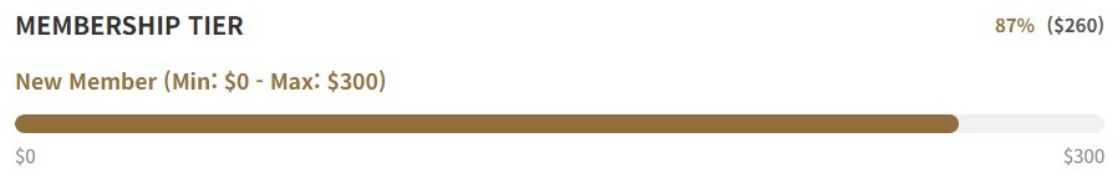 MEMBERSHIP TIER 87% ($260)
New Member (Min: $0 - Max: $300)
$0 $300